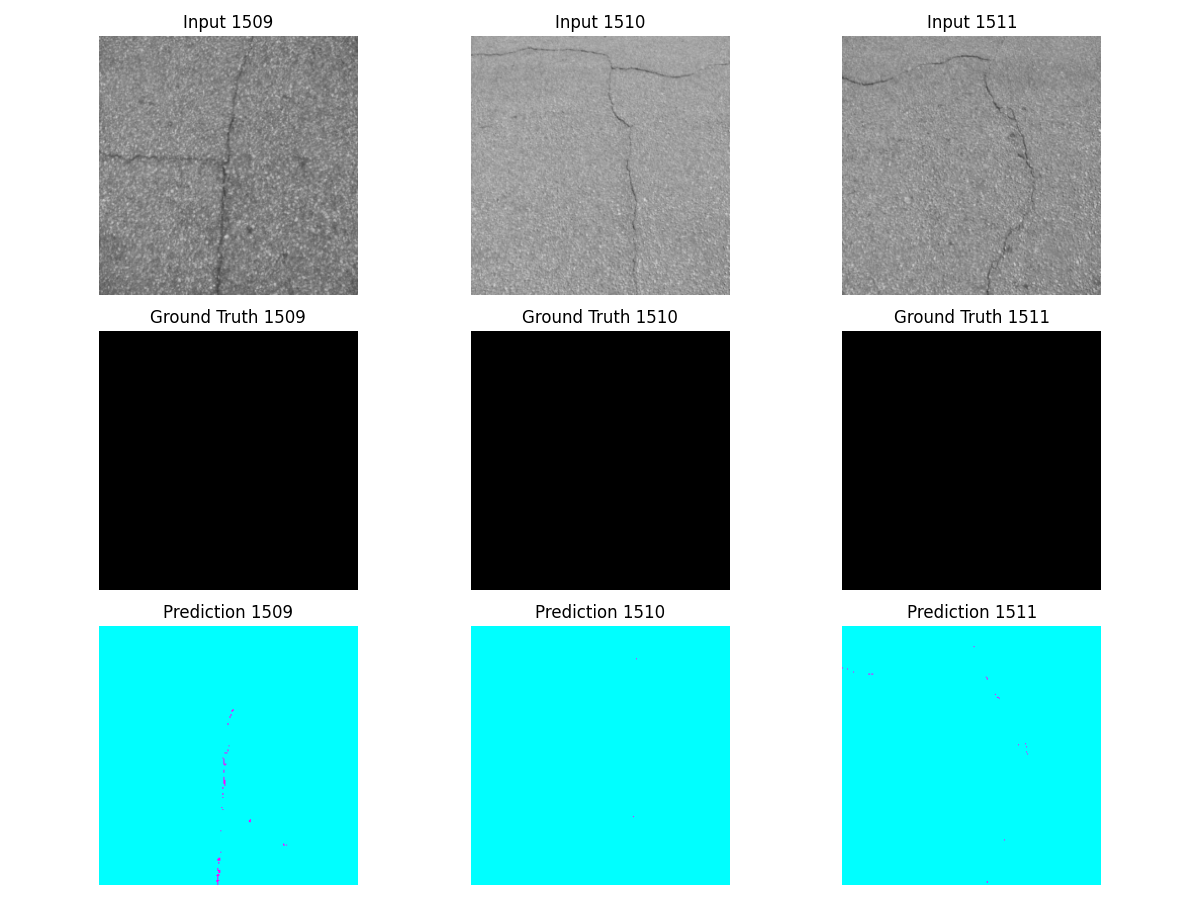 Input 1509
Input 1510
Input 1511
Ground Truth 1509
Ground Truth 1510
Ground Truth 1511
Prediction 1509
Prediction 1510
Prediction 1511